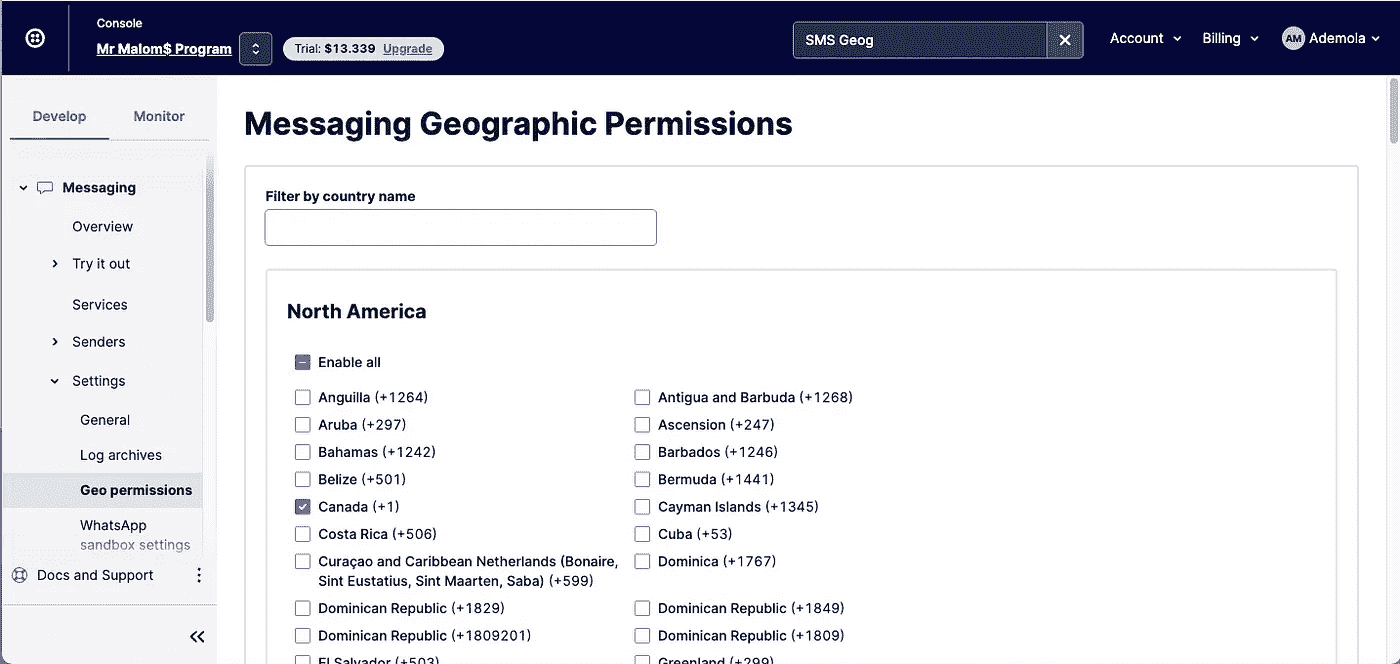 Console
Mr Malom$ Program
Trial: $13.339 Upgrade
SMS Geog
Account
Billing
AM
Ademola
Develop
Monitor
Messaging
Overview
Try it out
Services
Senders
Settings
General
Log archives
Geo permissions
WhatsApp
sandbox settings
Docs and Support
Messaging Geographic Permissions
Filter by country name
North America
Enable all
Anguilla (+1264)
Antigua and Barbuda (+1268)
Aruba (+297)
Ascension (+247)
Bahamas (+1242)
Barbados (+1246)
Belize (+501)
Bermuda (+1441)
Canada (+1)
Cayman Islands (+1345)
Costa Rica (+506)
Cuba (+53)
Curaçao and Caribbean Netherlands (Bonaire,
Sint Eustatius, Sint Maarten, Saba) (+599)
Dominica (+1767)
Dominican Republic (+1829)
Dominican Republic (+1849)
Dominican Republic (+1809201)
Dominican Republic (+1809)
El Salvador (+503)
Greenland (+299)